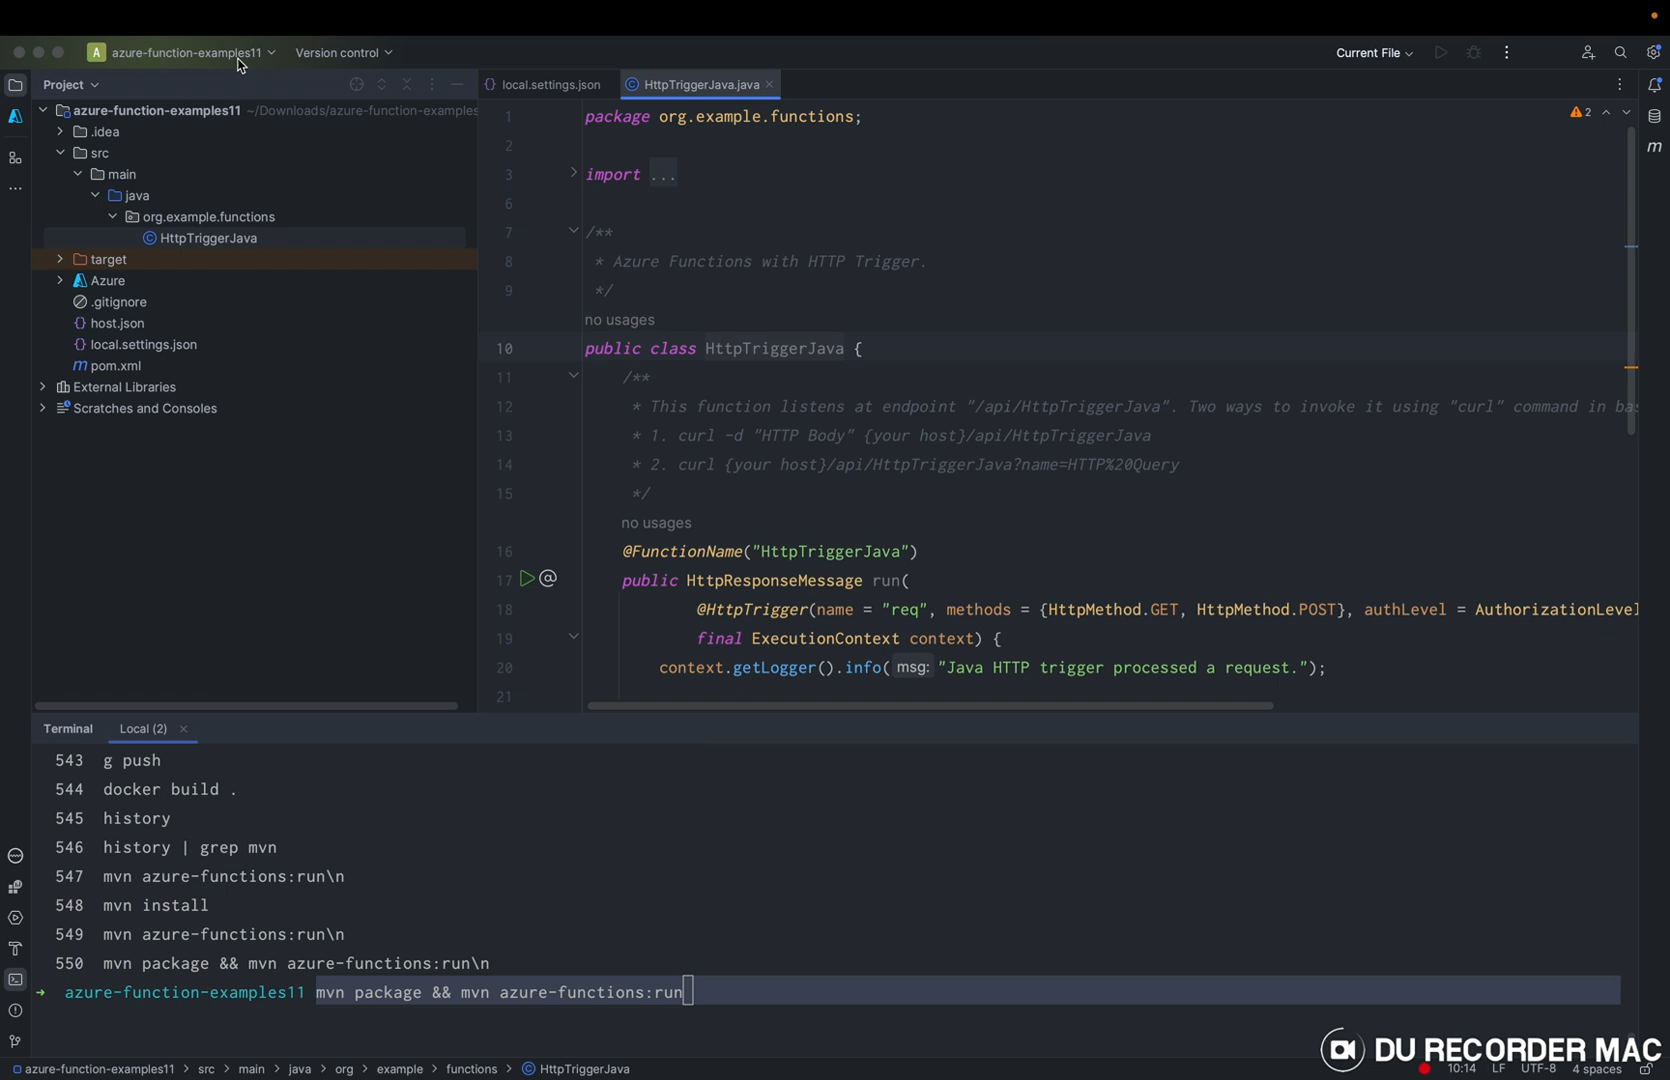 A azure-function-examples11 Version control Current File
Project
local.settings.json
HttpTriggerJava.java
azure-function-examples11 ~/Downloads/azure-function-examples
.idea
src
main
java
org.example.functions
HttpTriggerJava
target
Azure
.gitignore
host.json
local.settings.json
pom.xml
External Libraries
Scratches and Consoles
2
m
1 package org.example.functions;
2
3 import ...
6
7 /**
8 * Azure Functions with HTTP Trigger.
9 */
no usages
10 public class HttpTriggerJava {
11 /**
12 * This function listens at endpoint "/api/HttpTriggerJava". Two ways to invoke it using "curl" command in bas
13 * 1. curl -d "HTTP Body" {your host}/api/HttpTriggerJava
14 * 2. curl {your host}/api/HttpTriggerJava?name=HTTP%20Query
15 */
no usages
16 @FunctionName("HttpTriggerJava")
17 public HttpResponseMessage run(
18 @HttpTrigger(name = "req", methods = {HttpMethod.GET, HttpMethod.POST}, authLevel = AuthorizationLevel
19 final ExecutionContext context) {
20 context.getLogger().info( msg: "Java HTTP trigger processed a request.");
21
Terminal Local (2)
543 g push
544 docker build .
545 history
546 history | grep mvn
547 mvn azure-functions:run\n
548 mvn install
549 mvn azure-functions:run\n
550 mvn package && mvn azure-functions:run\n
→ azure-function-examples11 mvn package && mvn azure-functions:run
DU RECORDER MAC
azure-function-examples11 > src > main > java > org > example > functions > HttpTriggerJava
10:14 LF UTF-8 4 spaces